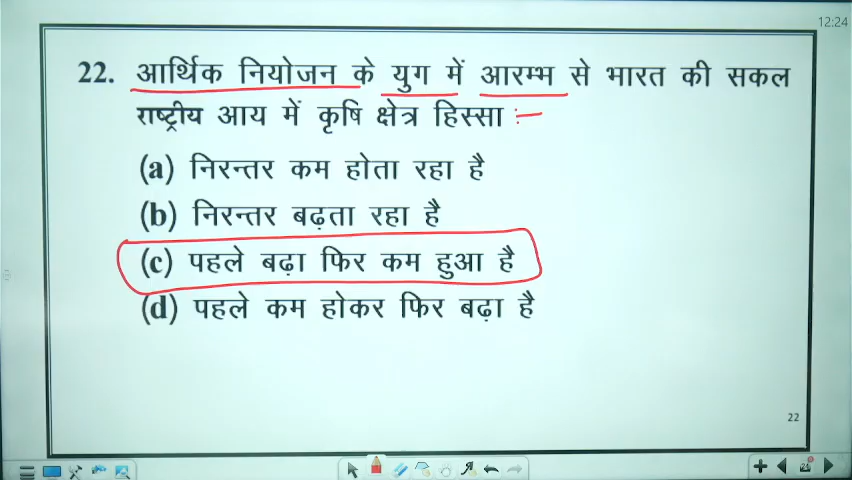 12:24
22. आर्थिक नियोजन के युग में आरम्भ से भारत की सकल
राष्ट्रीय आय में कृषि क्षेत्र हिस्सा :-
(a) निरन्तर कम होता रहा है
(b) निरन्तर बढ़ता रहा है
(c) पहले बढ़ा फिर कम हुआ है
(d) पहले कम होकर फिर बढ़ा है
22